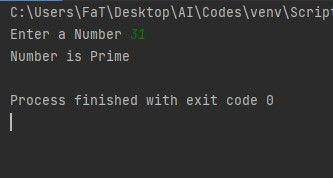 C:\Users\FaT\Desktop\AI\Codes\venv\Script
Enter a Number 31
Number is Prime
Process finished with exit code 0